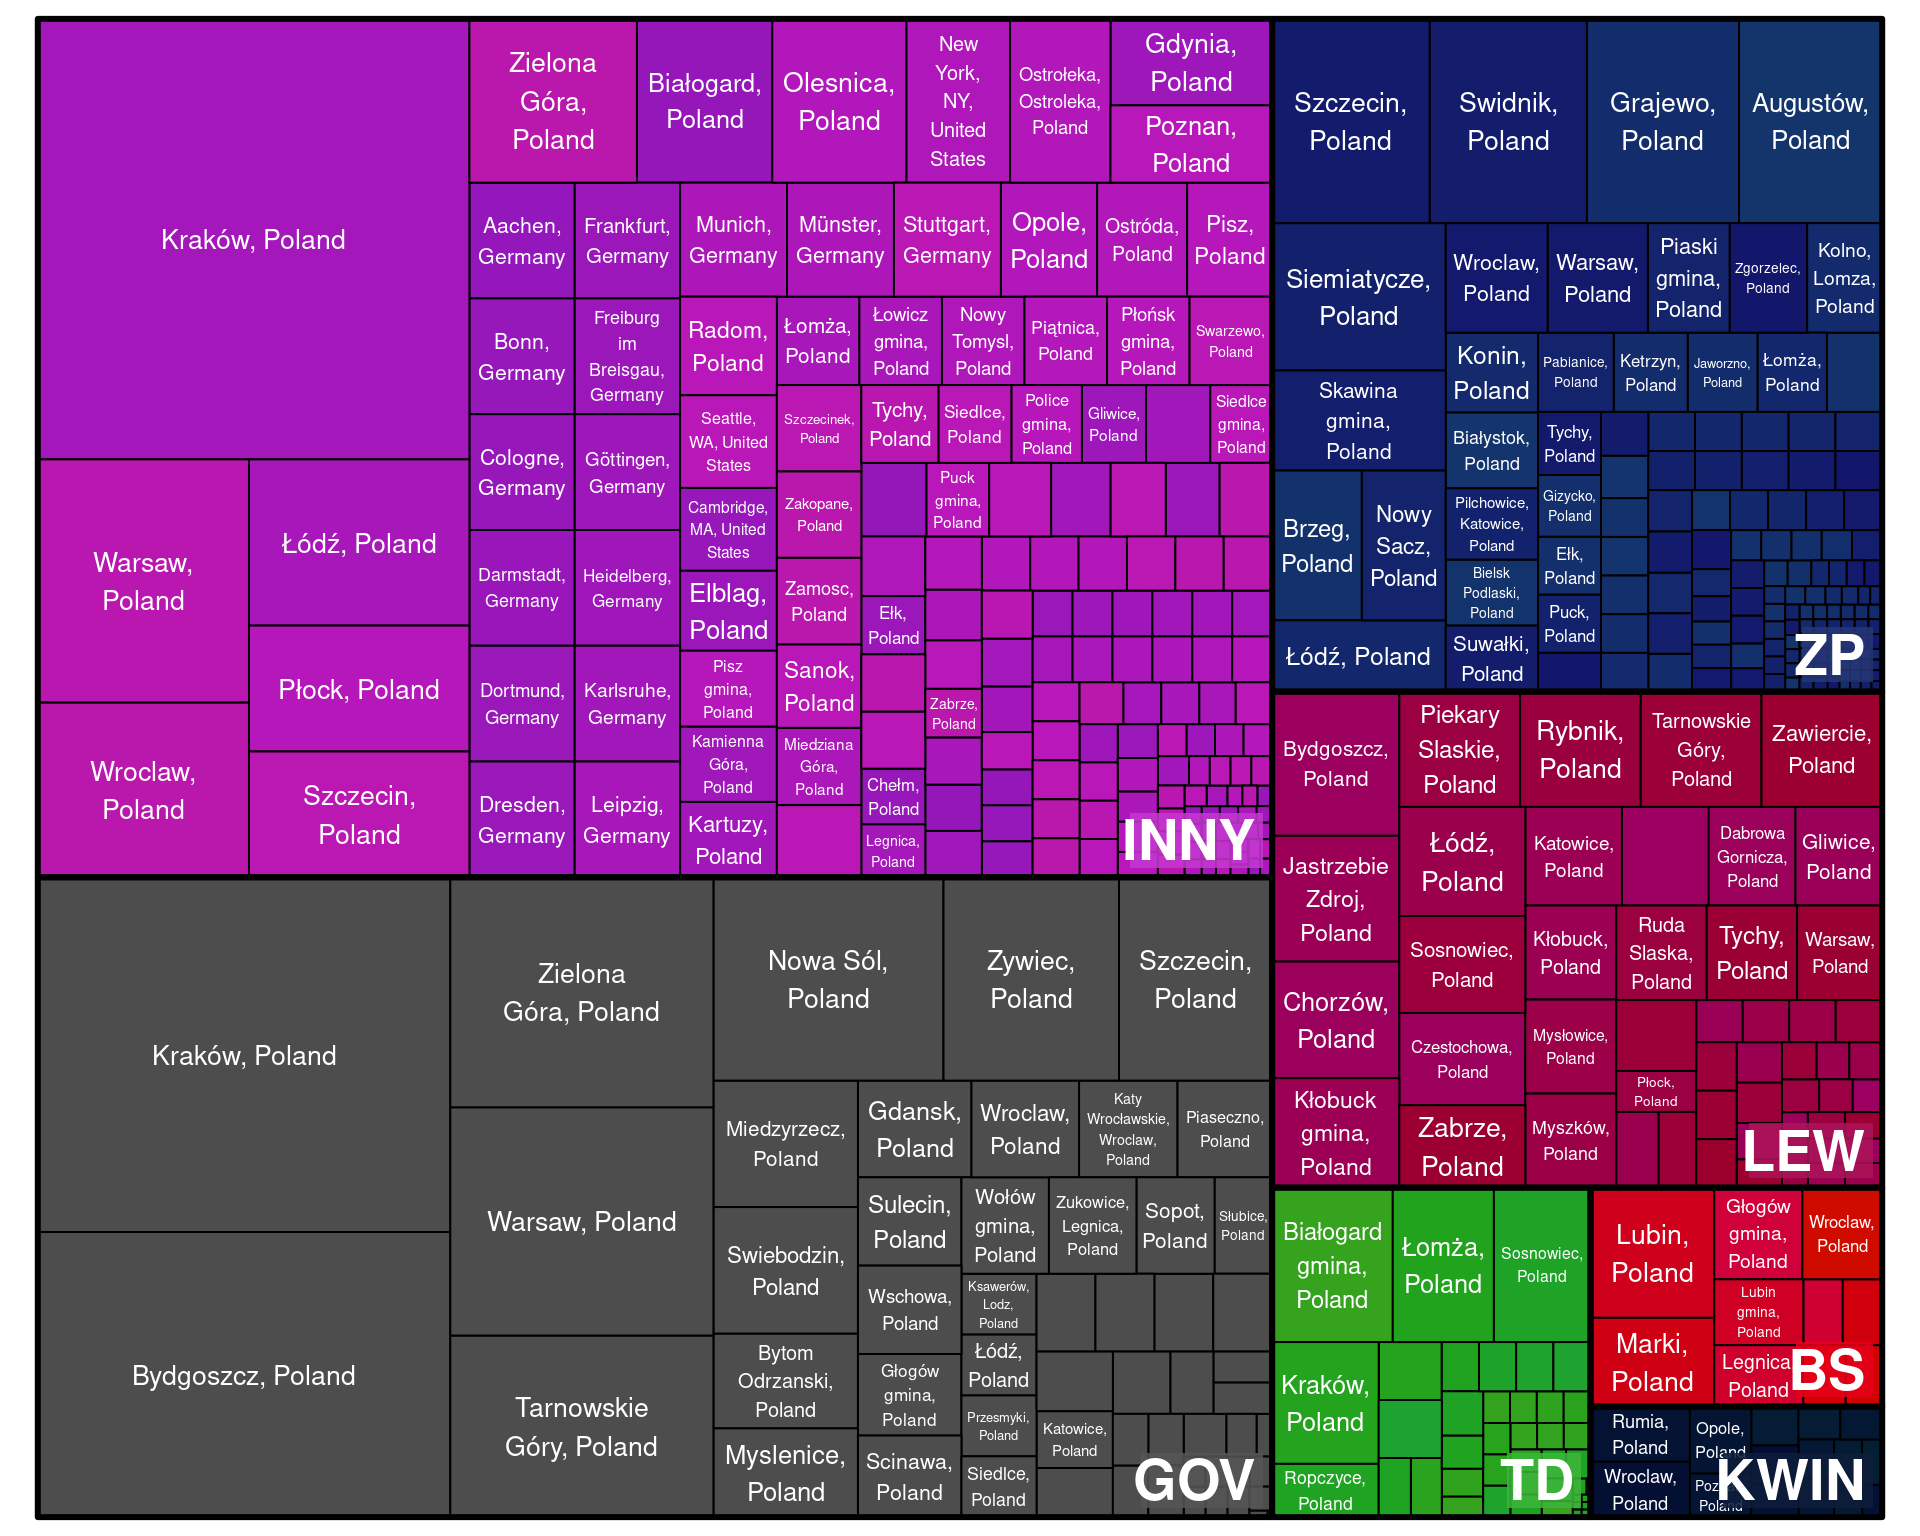 Kraków, Poland
Warsaw,
Poland
Wroclaw,
Poland
Łódź, Poland
Płock, Poland
Szczecin,
Poland
Zielona
Góra,
Poland
Białogard,
Poland
Olesnica,
Poland
New
York,
NY,
United
States
Ostrołeka,
Ostroleka,
Poland
Gdynia,
Poland
Poznan,
Poland
Aachen,
Germany
Bonn,
Germany
Cologne,
Germany
Darmstadt,
Germany
Dortmund,
Germany
Dresden,
Germany
Frankfurt,
Germany
Freiburg
im
Breisgau,
Germany
Göttingen,
Germany
Heidelberg,
Germany
Karlsruhe,
Germany
Leipzig,
Germany
Munich,
Germany
Münster,
Germany
Stuttgart,
Germany
Opole,
Poland
Ostróda,
Poland
Pisz,
Poland
Radom,
Poland
Seattle,
WA, United
States
Cambridge,
MA, United
States
Elblag,
Poland
Pisz
gmina,
Poland
Kamienna
Góra,
Poland
Kartuzy,
Poland
Łomża,
Poland
Łowicz
gmina,
Poland
Nowy
Tomysl,
Poland
Piątnica,
Poland
Płońsk
gmina,
Poland
Swarzewo,
Poland
Szczecinek,
Poland
Zakopane,
Poland
Zamosc,
Poland
Sanok,
Poland
Miedziana
Góra,
Poland
Tychy,
Poland
Siedlce,
Poland
Police
gmina,
Poland
Gliwice,
Poland
Siedlce
gmina,
Poland
Puck
gmina,
Poland
Ełk,
Poland
Zabrze,
Poland
Chełm,
Poland
Legnica,
Poland
INNY
Szczecin,
Poland
Swidnik,
Poland
Grajewo,
Poland
Augustów,
Poland
Siemiatycze,
Poland
Skawina
gmina,
Poland
Brzeg,
Poland
Nowy
Sacz,
Poland
Łódź, Poland
Wroclaw,
Poland
Warsaw,
Poland
Piaski
gmina,
Poland
Zgorzelec,
Poland
Kolno,
Lomza,
Poland
Konin,
Poland
Pabianice,
Poland
Ketrzyn,
Poland
Jaworzno,
Poland
Łomża,
Poland
Białystok,
Poland
Pilchowice,
Katowice,
Poland
Bielsk
Podlaski,
Poland
Suwałki,
Poland
Tychy,
Poland
Gizycko,
Poland
Ełk,
Poland
Puck,
Poland
ZP
Bydgoszcz,
Poland
Jastrzebie
Zdroj,
Poland
Chorzów,
Poland
Kłobuck
gmina,
Poland
Piekary
Slaskie,
Poland
Rybnik,
Poland
Tarnowskie
Góry,
Poland
Zawiercie,
Poland
Łódź,
Poland
Sosnowiec,
Poland
Czestochowa,
Poland
Zabrze,
Poland
Katowice,
Poland
Dabrowa
Gornicza,
Poland
Gliwice,
Poland
Kłobuck,
Poland
Ruda
Slaska,
Poland
Tychy,
Poland
Warsaw,
Poland
Mysłowice,
Poland
Myszków,
Poland
Płock,
Poland
LEW
Kraków, Poland
Bydgoszcz, Poland
Zielona
Góra, Poland
Warsaw, Poland
Tarnowskie
Góry, Poland
Nowa Sól,
Poland
Zywiec,
Poland
Szczecin,
Poland
Miedzyrzecz,
Poland
Swiebodzin,
Poland
Bytom
Odrzanski,
Poland
Myslenice,
Poland
Gdansk,
Poland
Wroclaw,
Poland
Katy
Wrocławskie,
Wroclaw,
Poland
Piaseczno,
Poland
Sulecin,
Poland
Wschowa,
Poland
Głogów
gmina,
Poland
Scinawa,
Poland
Wołów
gmina,
Poland
Zukowice,
Legnica,
Poland
Sopot,
Poland
Słubice,
Poland
Ksawerów,
Lodz,
Poland
Łódź,
Poland
Przesmyki,
Poland
Siedlce,
Poland
Katowice,
Poland
GOV
Białogard
gmina,
Poland
Łomża,
Poland
Sosnowiec,
Poland
Kraków,
Poland
Ropczyce,
Poland
TD
Lubin,
Poland
Marki,
Poland
Głogów
gmina,
Poland
Wroclaw,
Poland
Lubin
gmina,
Poland
Legnica
Poland
BS
Rumia,
Poland
Wroclaw,
Poland
Opole,
Poland
Poland
KWIN